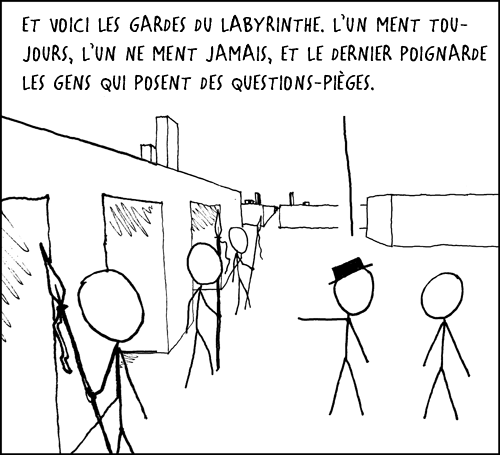 ET VOICI LES GARDES DU LABYRINTHE. L'UN MENT TOU-
JOURS, L'UN NE MENT JAMAIS, ET LE DERNIER POIGNARDE
LES GENS QUI POSENT DES QUESTIONS-PIÈGES.